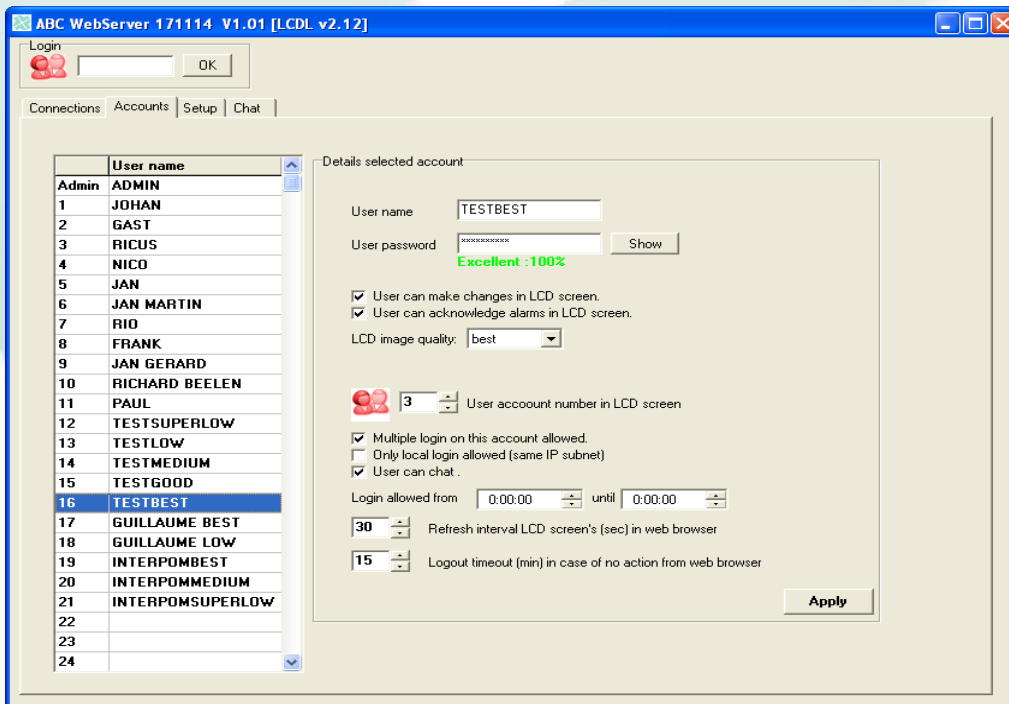 ABC WebServer 171114 V1.01 [LCDL v2.12]
Login
OK
Connections Accounts Setup Chat
User name
Admin ADMIN
1 JOHAN
2 GAST
3 RICUS
4 NICO
5 JAN
6 JAN MARTIN
7 RIO
8 FRANK
9 JAN GERARD
10 RICHARD BEELEN
11 PAUL
12 TESTSUPERLOW
13 TESTLOW
14 TESTMEDIUM
15 TESTGOOD
16 TESTBEST
17 GUILLAUME BEST
18 GUILLAUME LOW
19 INTERPOMBEST
20 INTERPOMMEDIUM
21 INTERPOMSUPERLOW
22
23
24
Details selected account
User name TESTBEST
User password ********** Show
Excellent :100%
User can make changes in LCD screen.
User can acknowledge alarms in LCD screen.
LCD image quality: best
3 User accoount number in LCD screen
Multiple login on this account allowed.
Only local login allowed (same IP subnet)
User can chat .
Login allowed from 0:00:00 until 0:00:00
30 Refresh interval LCD screen's (sec) in web browser
15 Logout timeout (min) in case of no action from web browser
Apply